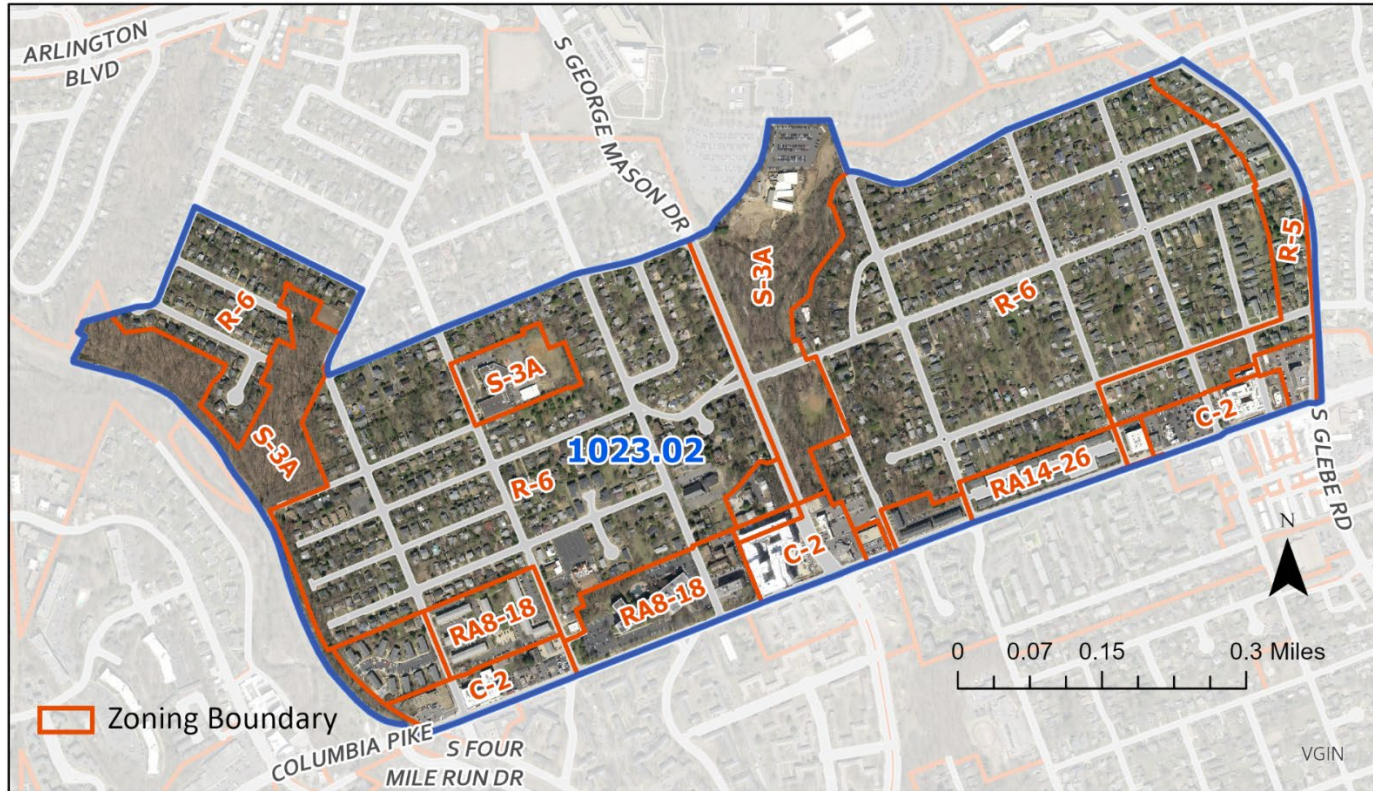 ARLINGTON
BLVD
S GEORGE MASON DR
S-3A
R-6
R-5
R-6
S-3A
S-3A
1023.02
R-6
C-2
RA14-26
S GLEBE RD
N
C-2
RA8-18
RA8-18
C-2
0 0.07 0.15 0.3 Miles
Zoning Boundary
COLUMBIA PIKE
S FOUR
MILE RUN DR
VGIN